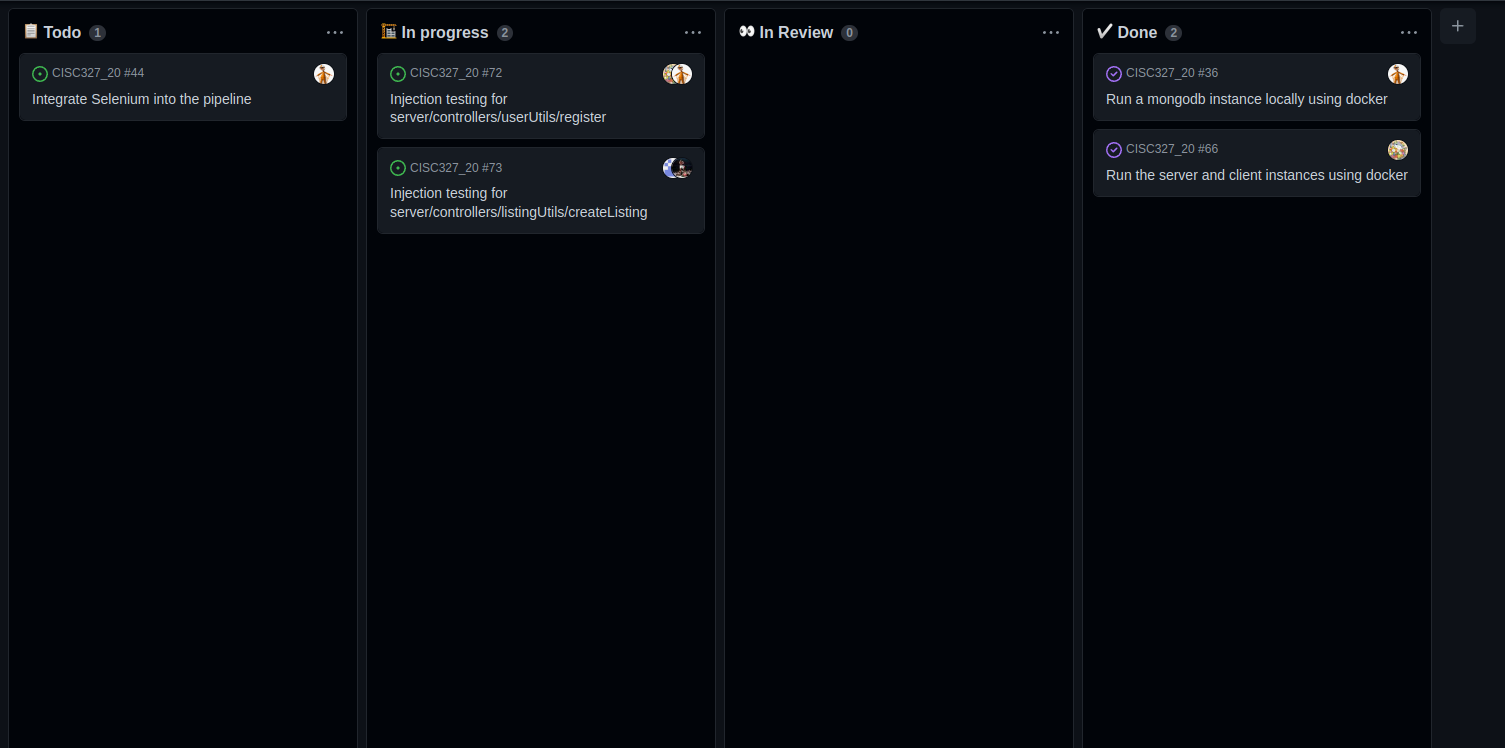 Todo 1
CISC327_20 #44
Integrate Selenium into the pipeline
In progress 2
CISC327_20 #72
Injection testing for
server/controllers/userUtils/register
CISC327_20 #73
Injection testing for
server/controllers/listingUtils/createListing
In Review 0
Done 2
CISC327_20 #36
Run a mongodb instance locally using docker
CISC327_20 #66
Run the server and client instances using docker